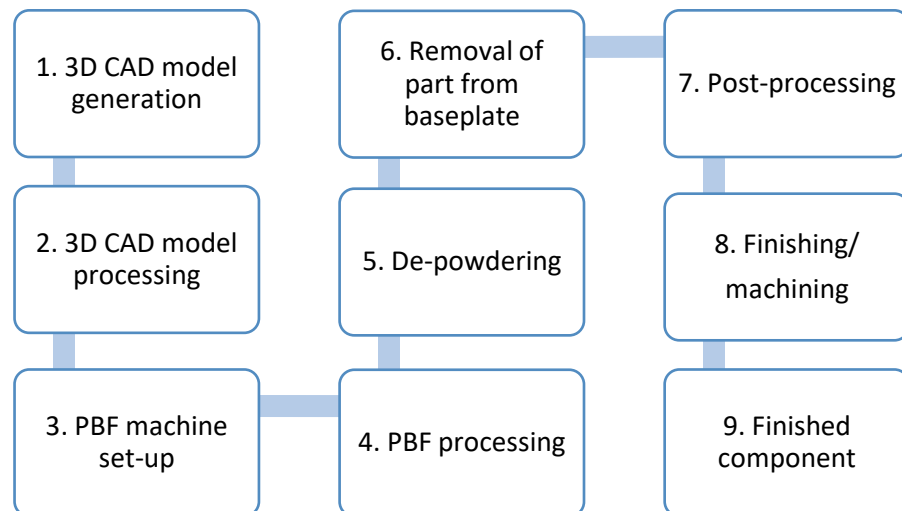 1. 3D CAD model
generation
2. 3D CAD model
processing
3. PBF machine
set-up
4. PBF processing
5. De-powdering
6. Removal of
part from
baseplate
7. Post-processing
8. Finishing/
machining
9. Finished
component